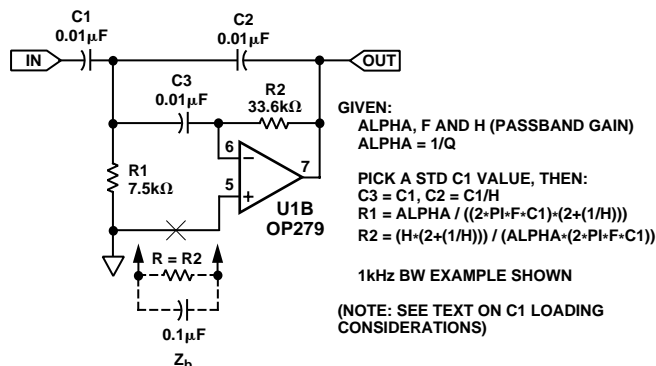 C1
0.01µF
C2
0.01µF
IN
OUT
C3
0.01µF
R2
33.6kΩ
R1
7.5kΩ
6
7
5
U1B
OP279
R = R2
0.1µF
Zb
GIVEN:
ALPHA, F AND H (PASSBAND GAIN)
ALPHA = 1/Q
PICK A STD C1 VALUE, THEN:
C3 = C1, C2 = C1/H
R1 = ALPHA / ((2*PI*F*C1)*(2+(1/H)))
R2 = (H*(2+(1/H))) / (ALPHA*(2*PI*F*C1))
1kHz BW EXAMPLE SHOWN
(NOTE: SEE TEXT ON C1 LOADING
CONSIDERATIONS)